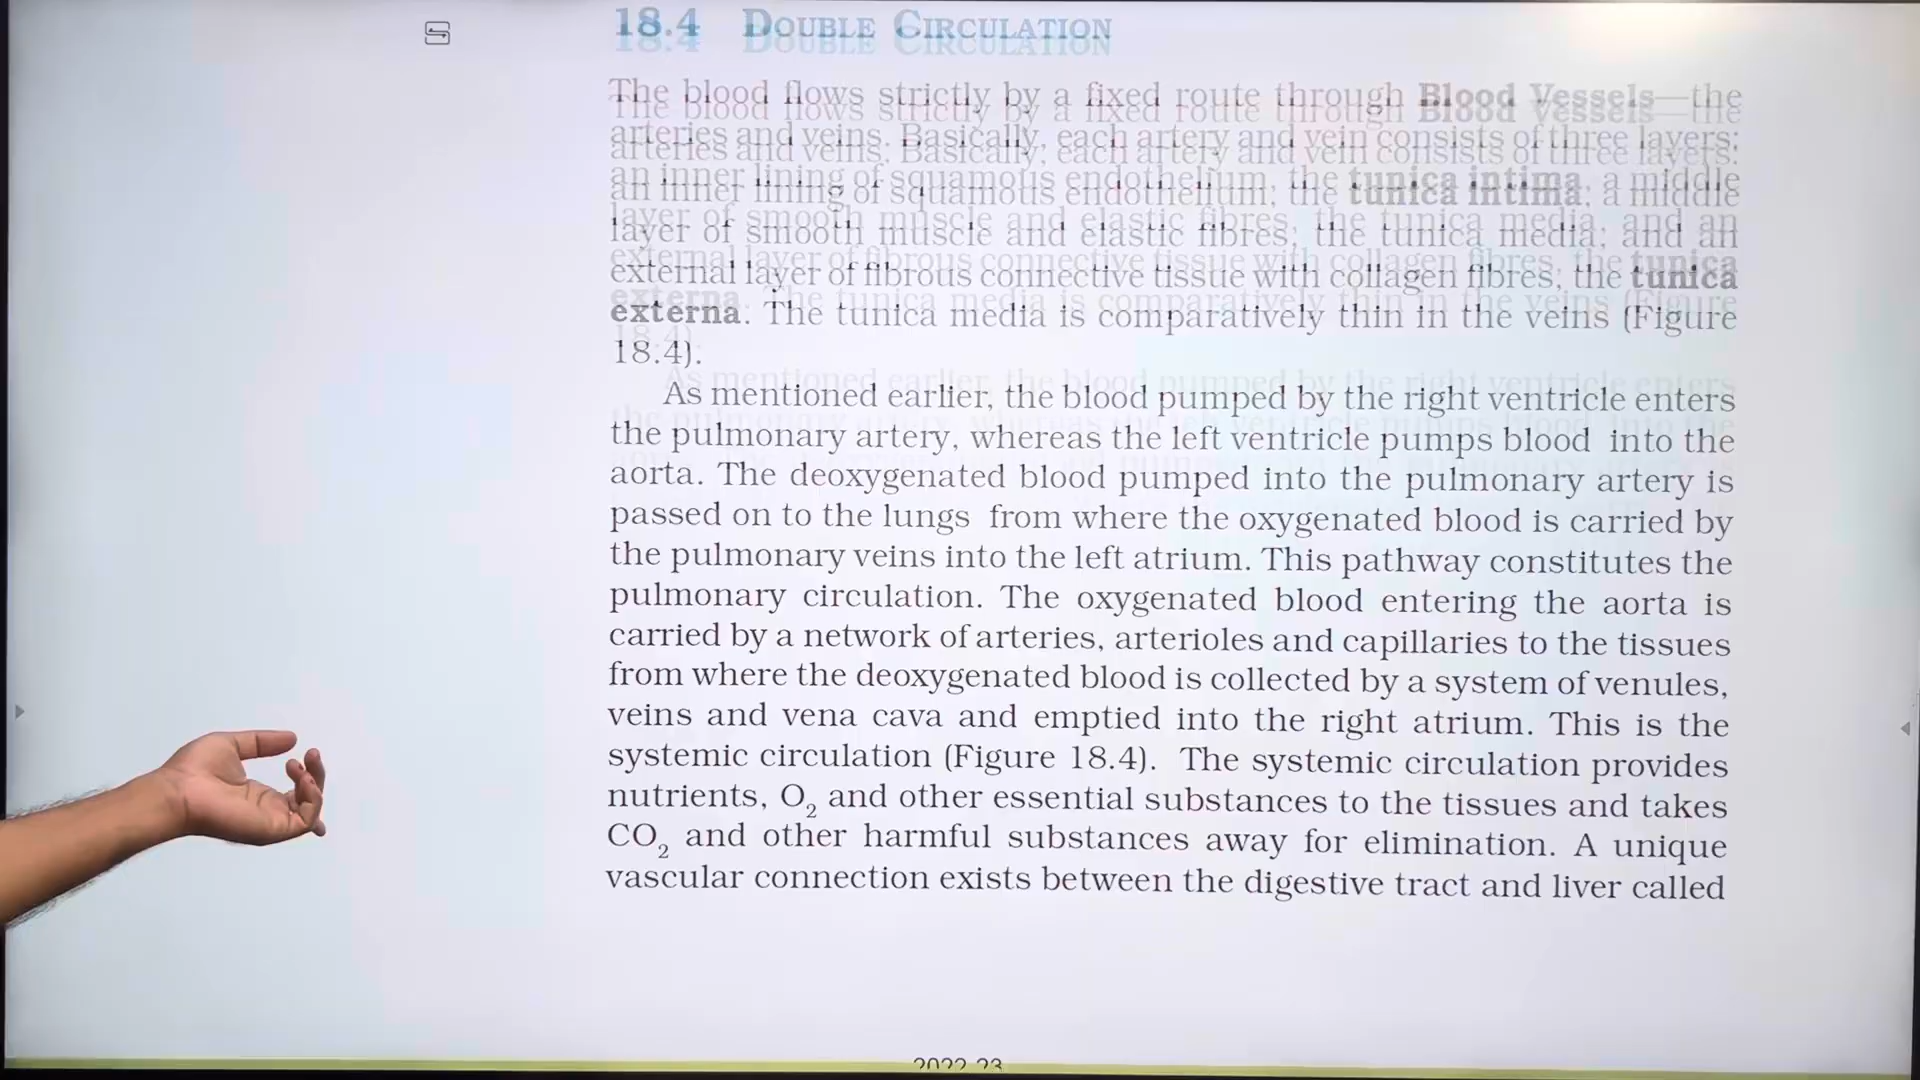 18.4 DOUBLE CIRCULATION
The blood flows strictly by a fixed route through Blood Vessels—the
arteries and veins. Basically, each artery and vein consists of three layers:
an inner lining of squamous endothelium, the tunica intima, a middle
layer of smooth muscle and elastic fibres, the tunica media, and an
external layer of fibrous connective tissue with collagen fibres, the tunica
externa. The tunica media is comparatively thin in the veins (Figure
18.4).
As mentioned earlier, the blood pumped by the right ventricle enters
the pulmonary artery, whereas the left ventricle pumps blood into the
aorta. The deoxygenated blood pumped into the pulmonary artery is
passed on to the lungs from where the oxygenated blood is carried by
the pulmonary veins into the left atrium. This pathway constitutes the
pulmonary circulation. The oxygenated blood entering the aorta is
carried by a network of arteries, arterioles and capillaries to the tissues
from where the deoxygenated blood is collected by a system of venules,
veins and vena cava and emptied into the right atrium. This is the
systemic circulation (Figure 18.4). The systemic circulation provides
nutrients, O₂ and other essential substances to the tissues and takes
CO₂ and other harmful substances away for elimination. A unique
vascular connection exists between the digestive tract and liver called
2022-23